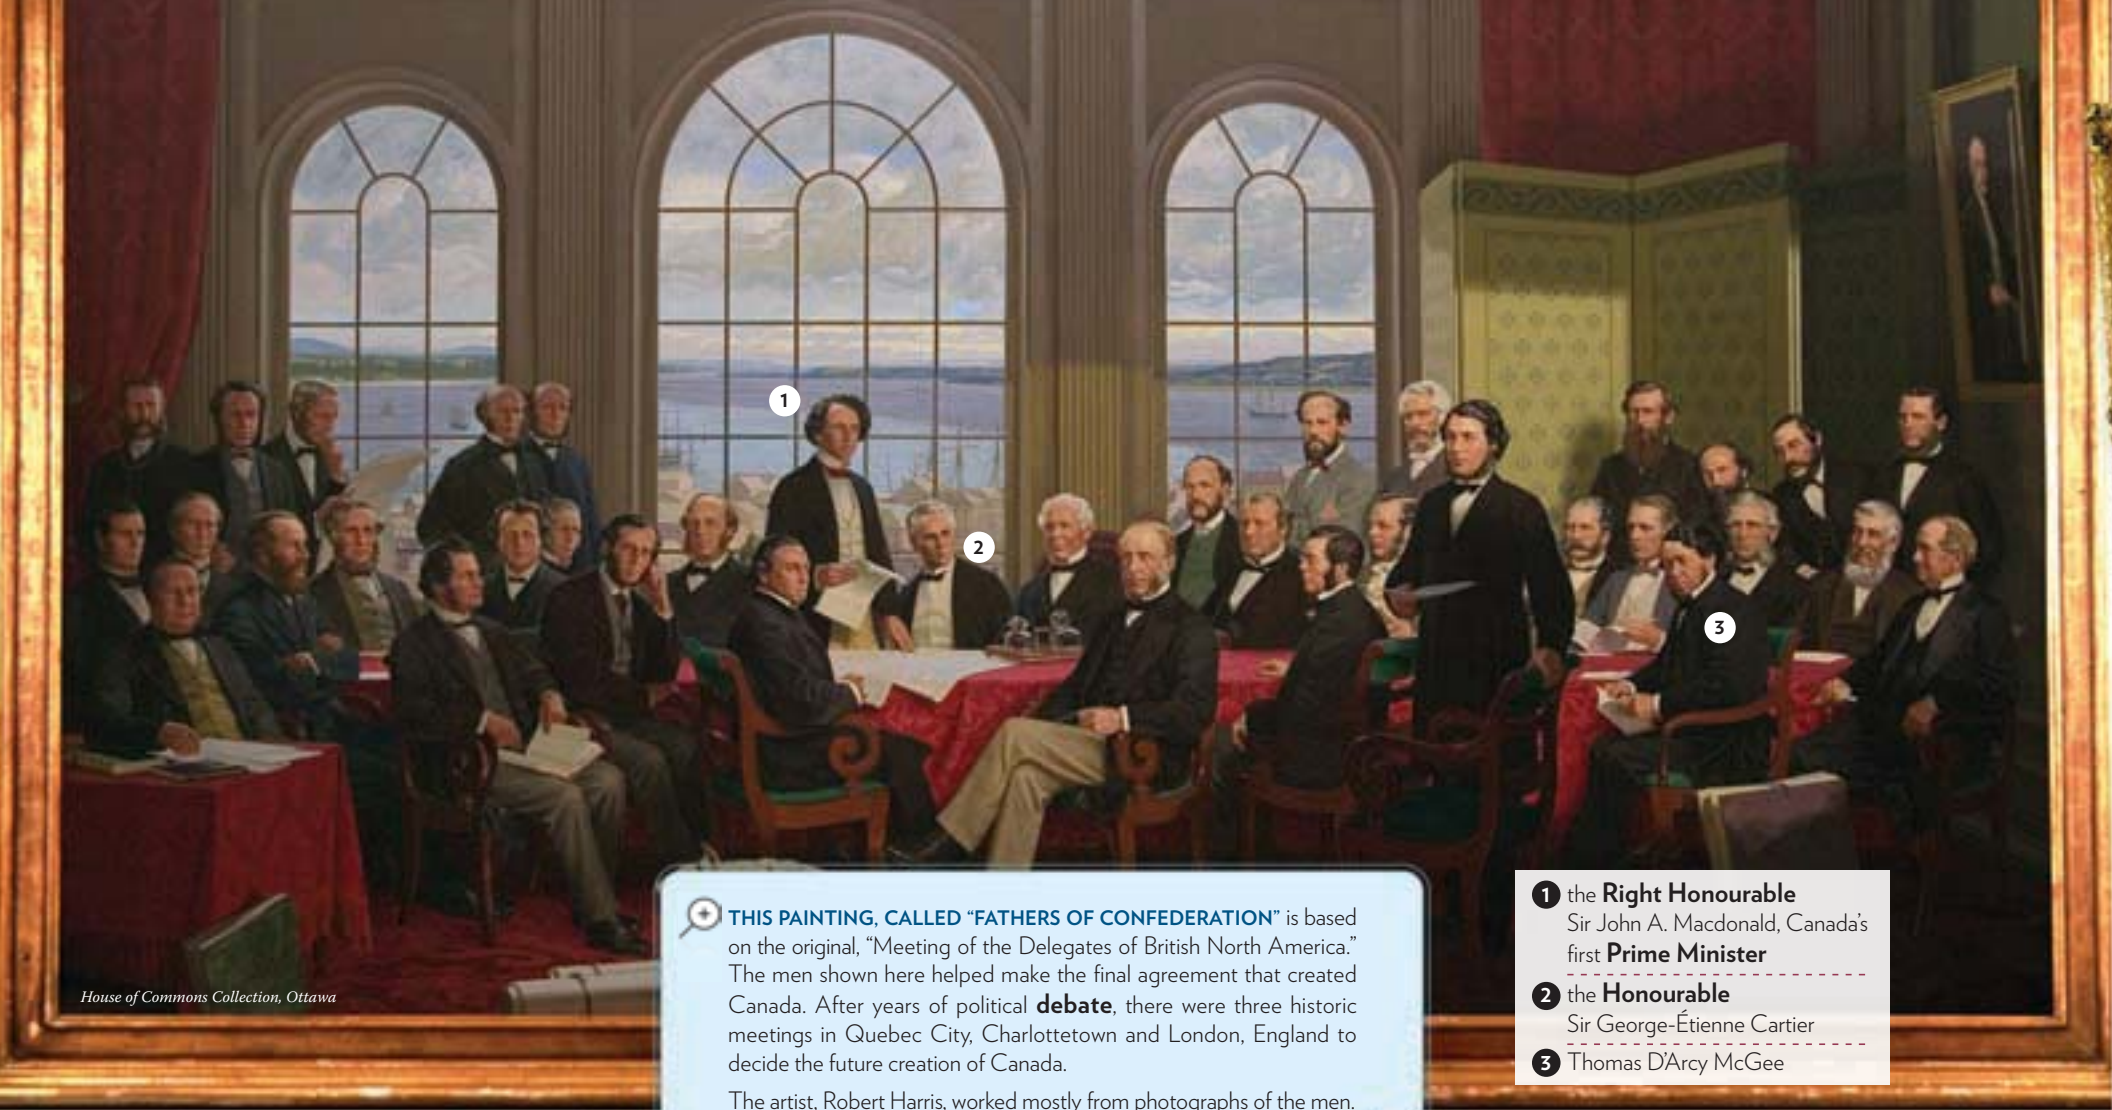 1
2
3
House of Commons Collection, Ottawa
THIS PAINTING, CALLED “FATHERS OF CONFEDERATION” is based
on the original, “Meeting of the Delegates of British North America.”
The men shown here helped make the final agreement that created
Canada. After years of political debate, there were three historic
meetings in Quebec City, Charlottetown and London, England to
decide the future creation of Canada.
The artist, Robert Harris, worked mostly from photographs of the men.
1 the Right Honourable
Sir John A. Macdonald, Canada’s
first Prime Minister
2 the Honourable
Sir George-Étienne Cartier
3 Thomas D’Arcy McGee